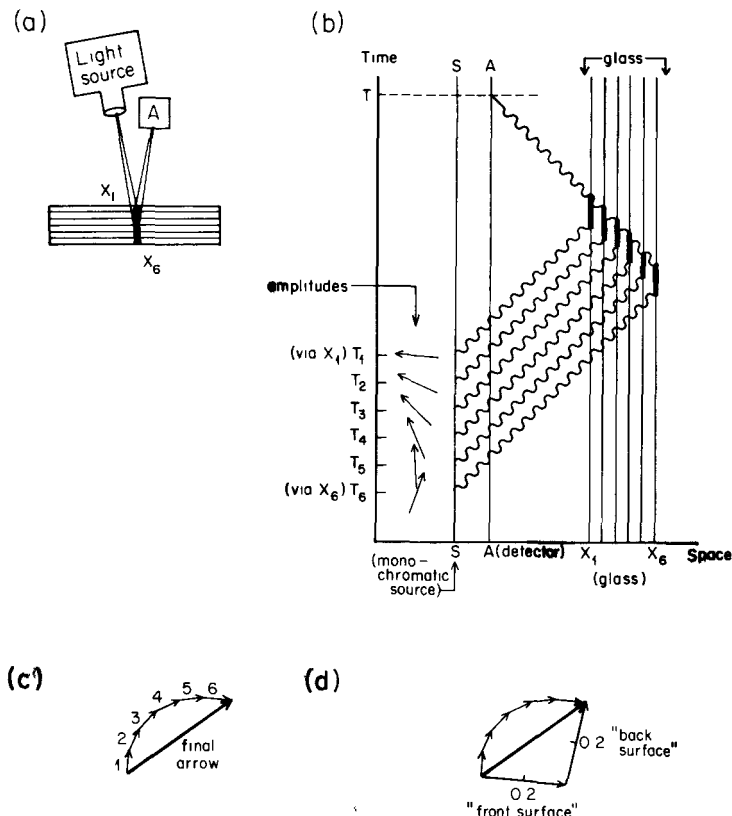 (a)
Light
source
A
X1
X6
(b)
Time
S A
glass
T
amplitudes
(via X1) T1
T2
T3
T4
T5
(via X6) T6
S A (detector) X1 X6 Space
(mono-
chromatic
source)
(glass)
(c)
1 2 3 4 5 6
final
arrow
(d)
0 2 "back
surface"
0 2
"front surface"